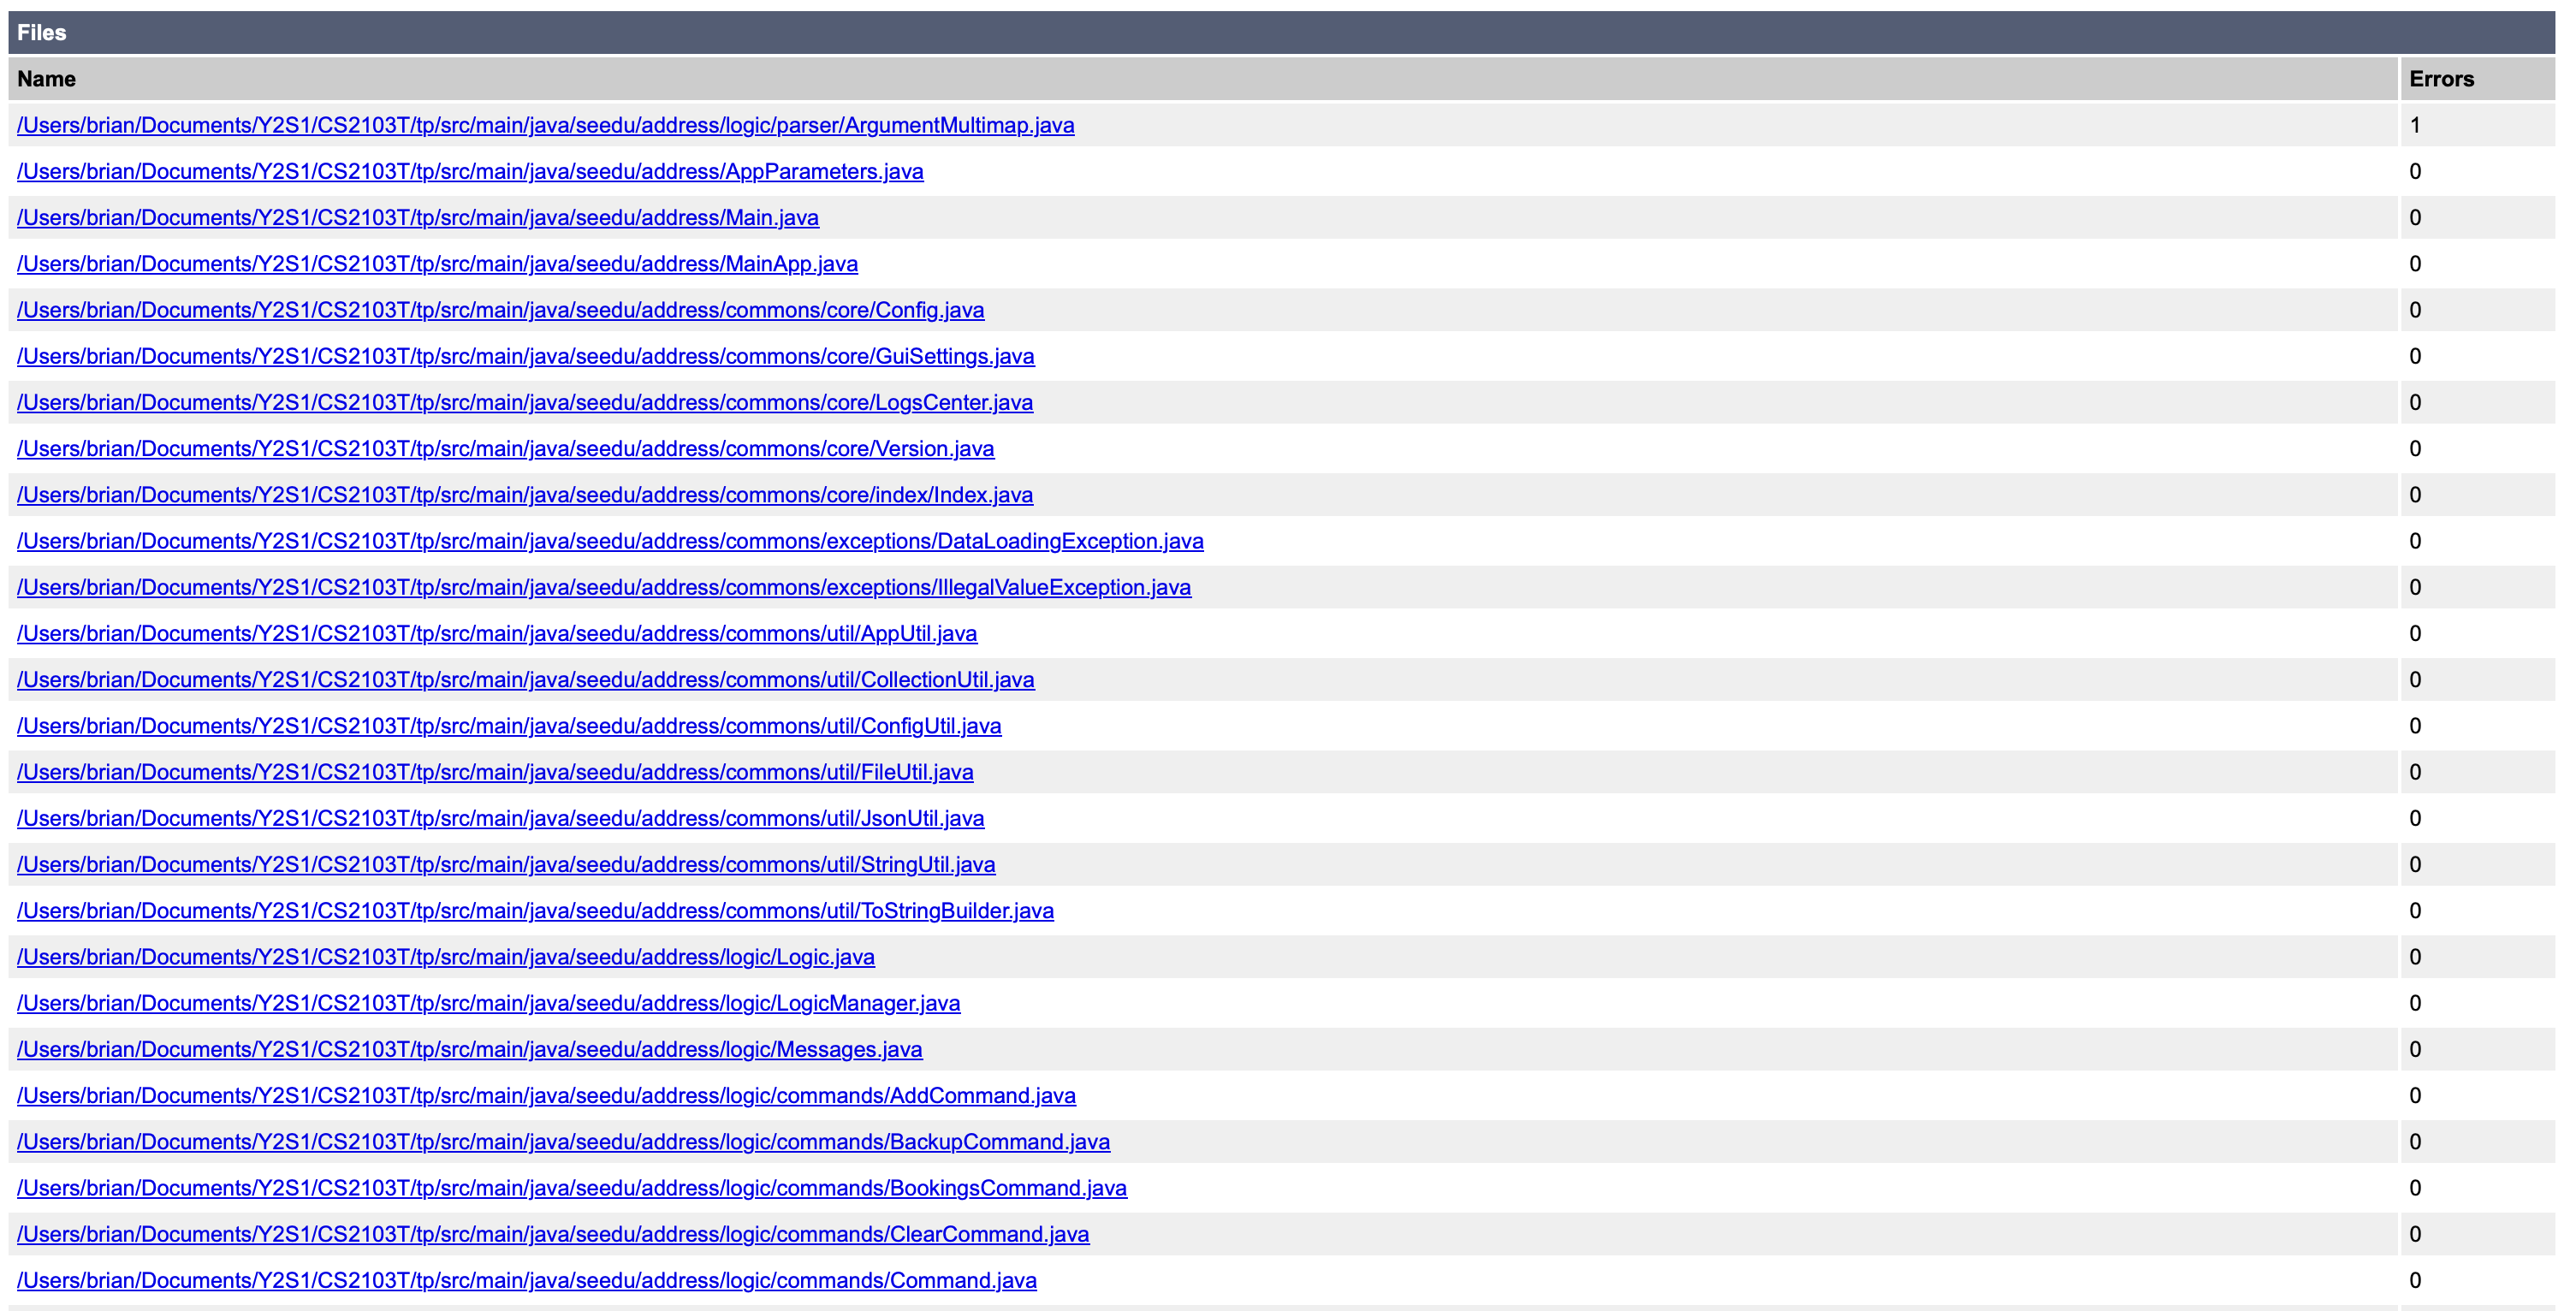 Files
Name Errors
/Users/brian/Documents/Y2S1/CS2103T/tp/src/main/java/seedu/address/logic/parser/ArgumentMultimap.java 1
/Users/brian/Documents/Y2S1/CS2103T/tp/src/main/java/seedu/address/AppParameters.java 0
/Users/brian/Documents/Y2S1/CS2103T/tp/src/main/java/seedu/address/Main.java 0
/Users/brian/Documents/Y2S1/CS2103T/tp/src/main/java/seedu/address/MainApp.java 0
/Users/brian/Documents/Y2S1/CS2103T/tp/src/main/java/seedu/address/commons/core/Config.java 0
/Users/brian/Documents/Y2S1/CS2103T/tp/src/main/java/seedu/address/commons/core/GuiSettings.java 0
/Users/brian/Documents/Y2S1/CS2103T/tp/src/main/java/seedu/address/commons/core/LogsCenter.java 0
/Users/brian/Documents/Y2S1/CS2103T/tp/src/main/java/seedu/address/commons/core/Version.java 0
/Users/brian/Documents/Y2S1/CS2103T/tp/src/main/java/seedu/address/commons/core/index/Index.java 0
/Users/brian/Documents/Y2S1/CS2103T/tp/src/main/java/seedu/address/commons/exceptions/DataLoadingException.java 0
/Users/brian/Documents/Y2S1/CS2103T/tp/src/main/java/seedu/address/commons/exceptions/IllegalValueException.java 0
/Users/brian/Documents/Y2S1/CS2103T/tp/src/main/java/seedu/address/commons/util/AppUtil.java 0
/Users/brian/Documents/Y2S1/CS2103T/tp/src/main/java/seedu/address/commons/util/CollectionUtil.java 0
/Users/brian/Documents/Y2S1/CS2103T/tp/src/main/java/seedu/address/commons/util/ConfigUtil.java 0
/Users/brian/Documents/Y2S1/CS2103T/tp/src/main/java/seedu/address/commons/util/FileUtil.java 0
/Users/brian/Documents/Y2S1/CS2103T/tp/src/main/java/seedu/address/commons/util/JsonUtil.java 0
/Users/brian/Documents/Y2S1/CS2103T/tp/src/main/java/seedu/address/commons/util/StringUtil.java 0
/Users/brian/Documents/Y2S1/CS2103T/tp/src/main/java/seedu/address/commons/util/ToStringBuilder.java 0
/Users/brian/Documents/Y2S1/CS2103T/tp/src/main/java/seedu/address/logic/Logic.java 0
/Users/brian/Documents/Y2S1/CS2103T/tp/src/main/java/seedu/address/logic/LogicManager.java 0
/Users/brian/Documents/Y2S1/CS2103T/tp/src/main/java/seedu/address/logic/Messages.java 0
/Users/brian/Documents/Y2S1/CS2103T/tp/src/main/java/seedu/address/logic/commands/AddCommand.java 0
/Users/brian/Documents/Y2S1/CS2103T/tp/src/main/java/seedu/address/logic/commands/BackupCommand.java 0
/Users/brian/Documents/Y2S1/CS2103T/tp/src/main/java/seedu/address/logic/commands/BookingsCommand.java 0
/Users/brian/Documents/Y2S1/CS2103T/tp/src/main/java/seedu/address/logic/commands/ClearCommand.java 0
/Users/brian/Documents/Y2S1/CS2103T/tp/src/main/java/seedu/address/logic/commands/Command.java 0